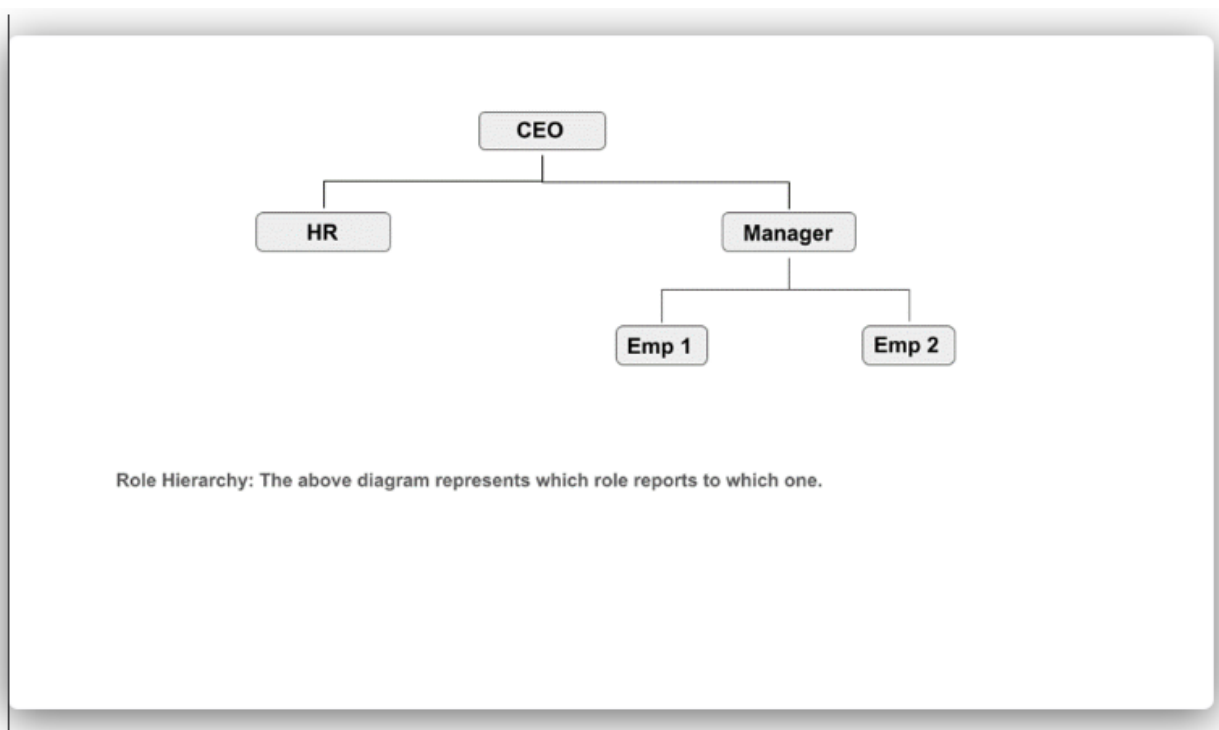 CEO
HR
Manager
Emp 1
Emp 2
Role Hierarchy: The above diagram represents which role reports to which one.